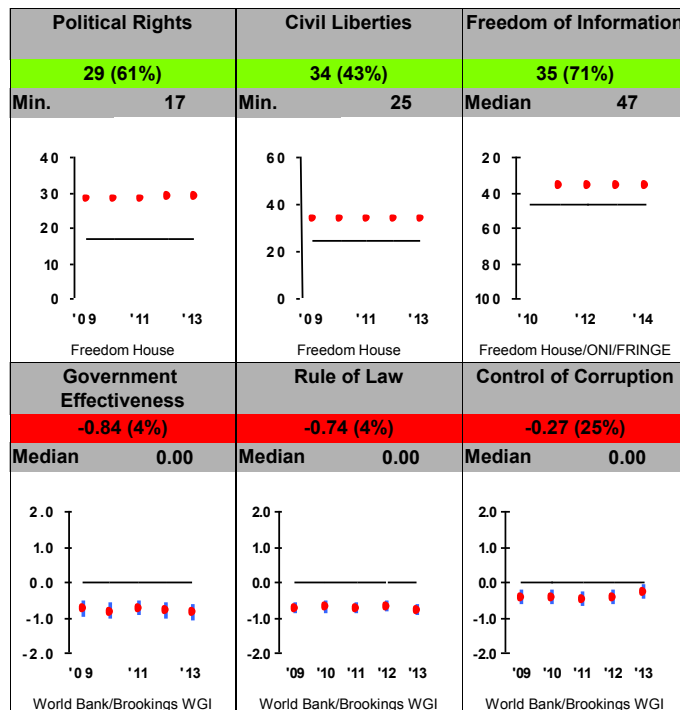 Political Rights
29 (61%)
Min. 17
40
30
20
10
0
'09 '11 '13
Freedom House
Civil Liberties
34 (43%)
Min. 25
60
40
20
0
'09 '11 '13
Freedom House
Freedom of Information
35 (71%)
Median 47
20
40
60
80
100
'10 '12 '14
Freedom House/ONI/FRINGE
Government
Effectiveness
-0.84 (4%)
Median 0.00
2.0
1.0
0.0
-1.0
-2.0
'09 '11 '13
World Bank/Brookings WGI
Rule of Law
-0.74 (4%)
Median 0.00
2.0
1.0
0.0
-1.0
-2.0
'09 '10 '11 '12 '13
World Bank/Brookings WGI
Control of Corruption
-0.27 (25%)
Median 0.00
2.0
1.0
0.0
-1.0
-2.0
'09 '10 '11 '12 '13
World Bank/Brookings WGI